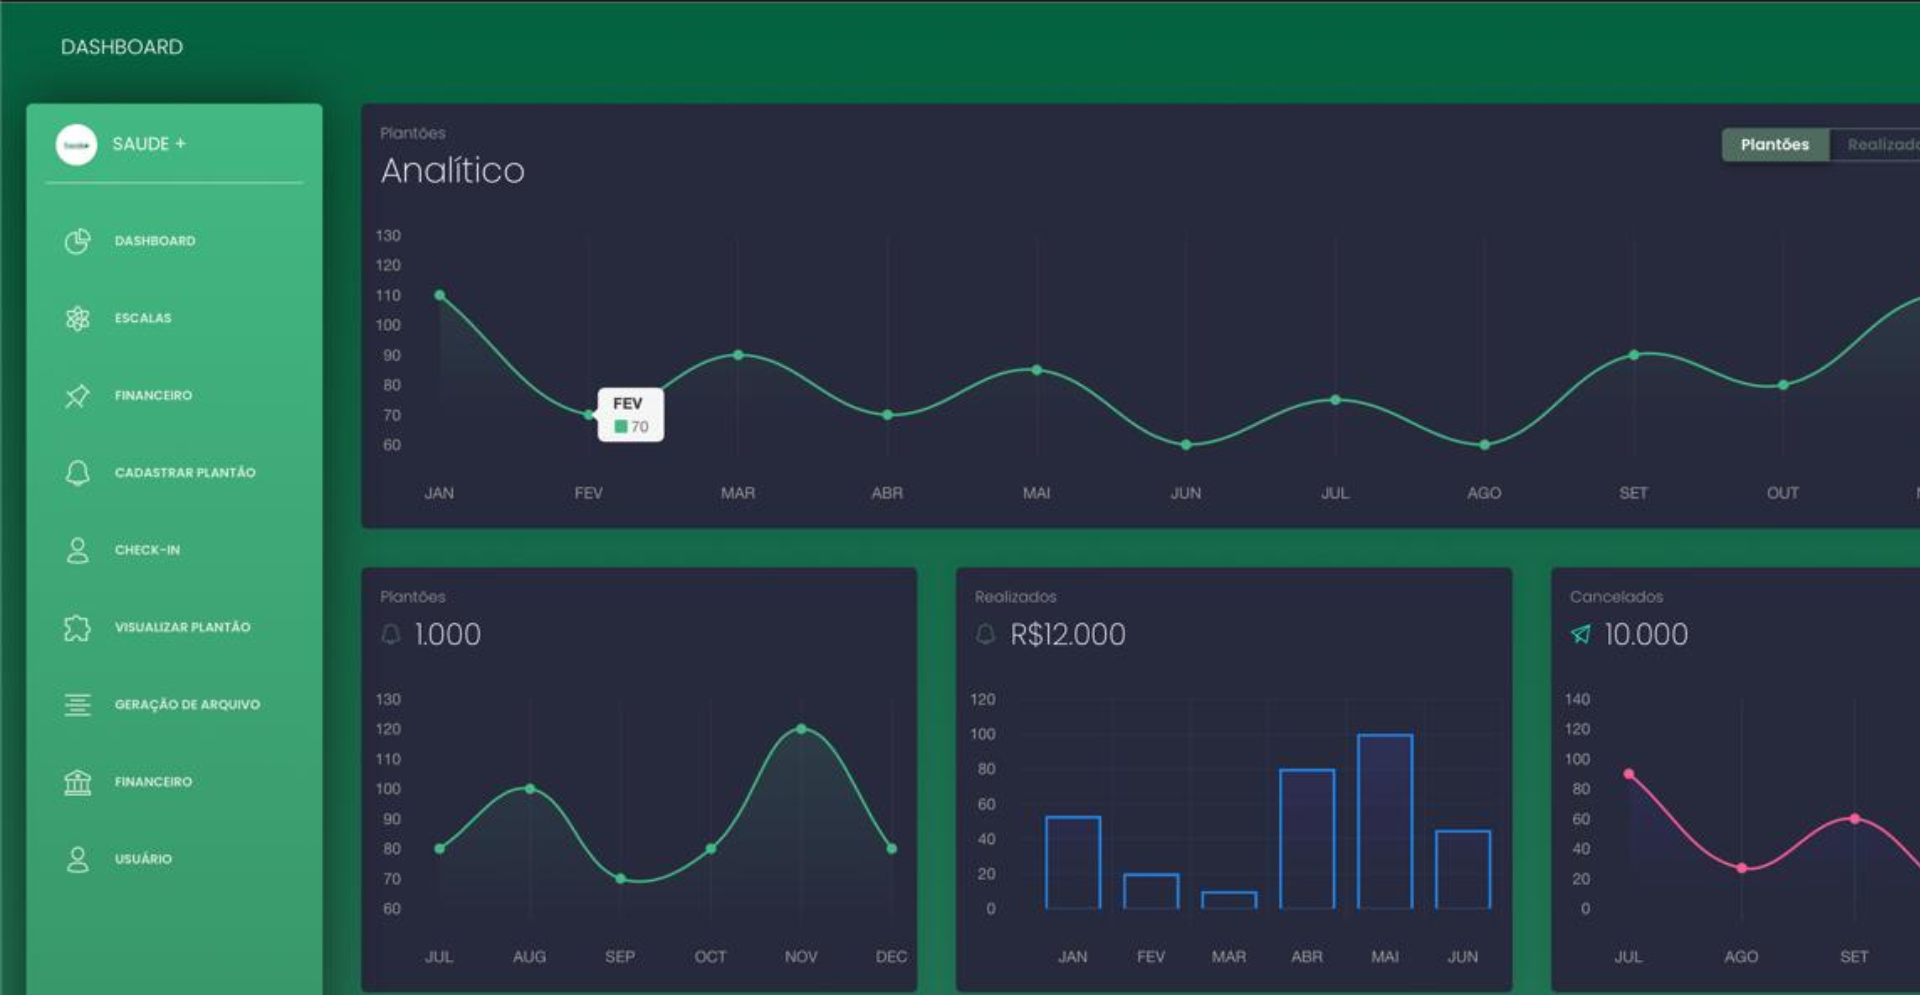 DASHBOARD
SAUDE +
DASHBOARD
ESCALAS
FINANCEIRO
CADASTRAR PLANTÃO
CHECK-IN
VISUALIZAR PLANTÃO
GERAÇÃO DE ARQUIVO
FINANCEIRO
USUÁRIO
Plantões
Analítico
Plantões
130
120
110
100
90
80
70
60
FEV
70
JAN FEV MAR ABR MAI JUN JUL AGO SET OUT
Plantões
1.000
130
120
110
100
90
80
70
60
JUL AUG SEP OCT NOV DEC
Realizados
R$12.000
120
100
80
60
40
20
0
JAN FEV MAR ABR MAI JUN
Cancelados
10.000
140
120
100
80
60
40
20
0
JUL AGO SET